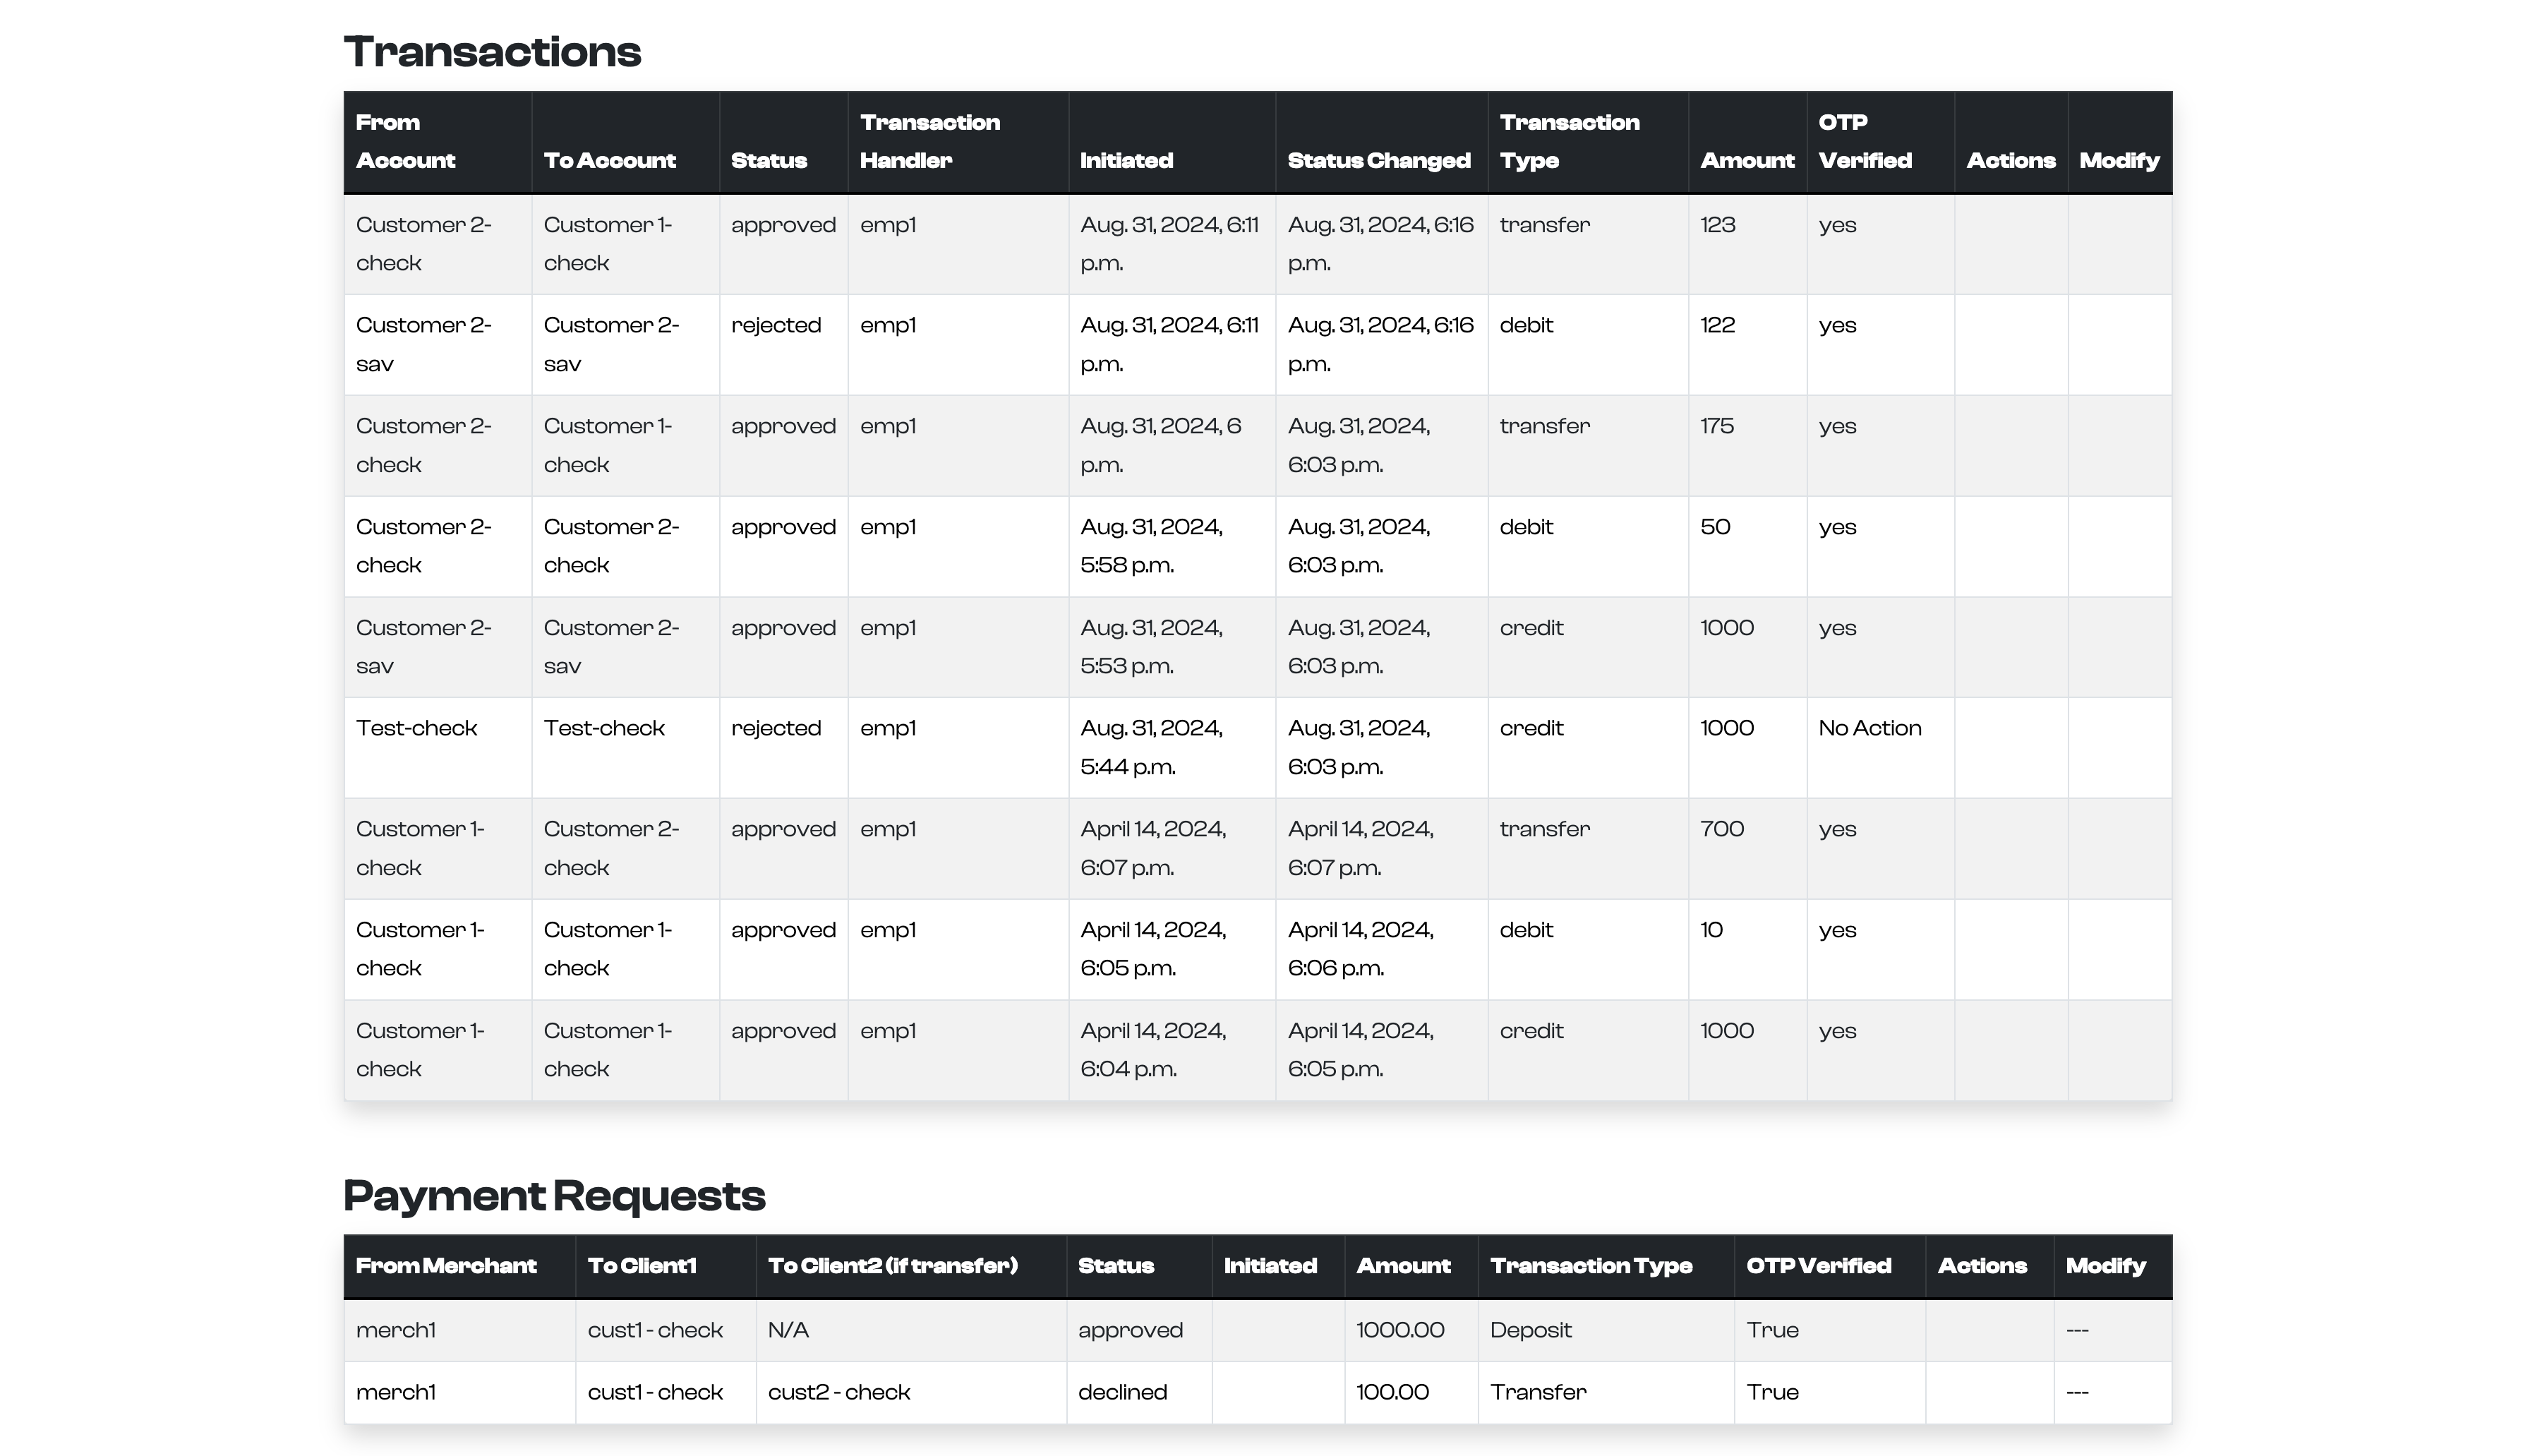 Transactions
From Account | To Account | Status | Transaction Handler | Initiated | Status Changed | Transaction Type | Amount | OTP Verified | Actions | Modify
Customer 2-check | Customer 1-check | approved | emp1 | Aug. 31, 2024, 6:11 p.m. | Aug. 31, 2024, 6:16 p.m. | transfer | 123 | yes
Customer 2-sav | Customer 2-sav | rejected | emp1 | Aug. 31, 2024, 6:11 p.m. | Aug. 31, 2024, 6:16 p.m. | debit | 122 | yes
Customer 2-check | Customer 1-check | approved | emp1 | Aug. 31, 2024, 6 p.m. | Aug. 31, 2024, 6:03 p.m. | transfer | 175 | yes
Customer 2-check | Customer 2-check | approved | emp1 | Aug. 31, 2024, 5:58 p.m. | Aug. 31, 2024, 6:03 p.m. | debit | 50 | yes
Customer 2-sav | Customer 2-sav | approved | emp1 | Aug. 31, 2024, 5:53 p.m. | Aug. 31, 2024, 6:03 p.m. | credit | 1000 | yes
Test-check | Test-check | rejected | emp1 | Aug. 31, 2024, 5:44 p.m. | Aug. 31, 2024, 6:03 p.m. | credit | 1000 | No Action
Customer 1-check | Customer 2-check | approved | emp1 | April 14, 2024, 6:07 p.m. | April 14, 2024, 6:07 p.m. | transfer | 700 | yes
Customer 1-check | Customer 1-check | approved | emp1 | April 14, 2024, 6:05 p.m. | April 14, 2024, 6:06 p.m. | debit | 10 | yes
Customer 1-check | Customer 1-check | approved | emp1 | April 14, 2024, 6:04 p.m. | April 14, 2024, 6:05 p.m. | credit | 1000 | yes
Payment Requests
From Merchant | To Client1 | To Client2 (if transfer) | Status | Initiated | Amount | Transaction Type | OTP Verified | Actions | Modify
merch1 | cust1 - check | N/A | approved | | 1000.00 | Deposit | True | | ---
merch1 | cust1 - check | cust2 - check | declined | | 100.00 | Transfer | True | | ---